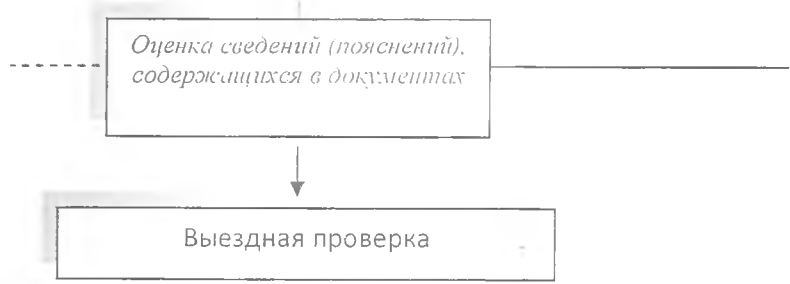 Оценка сведений (пояснений),
содержащихся в документах
Выездная проверка